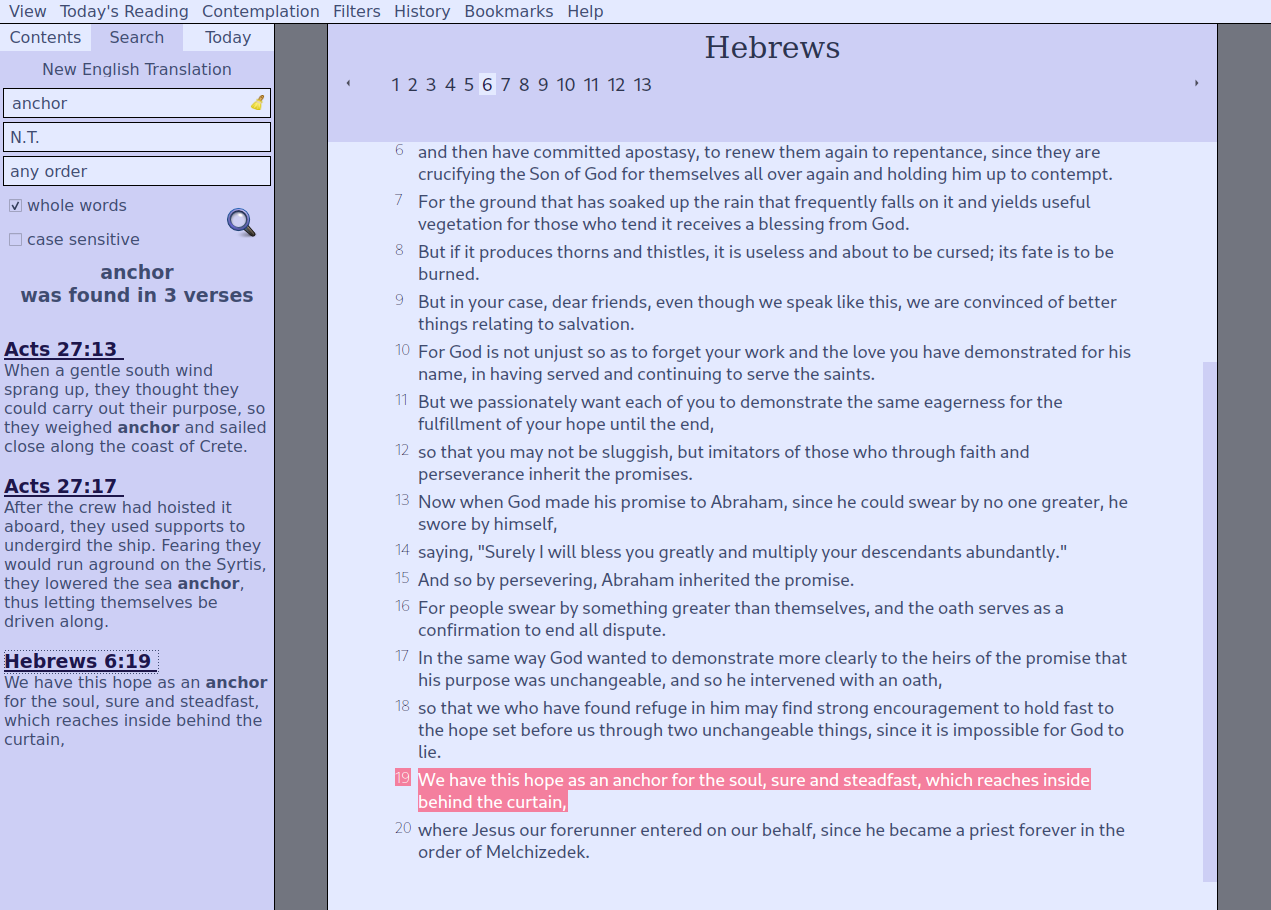 View Today's Reading Contemplation Filters History Bookmarks Help
Contents Search Today
New English Translation
anchor
N.T.
any order
whole words
case sensitive
anchor
was found in 3 verses
Acts 27:13
When a gentle south wind
sprang up, they thought they
could carry out their purpose, so
they weighed anchor and sailed
close along the coast of Crete.
Acts 27:17
After the crew had hoisted it
aboard, they used supports to
undergird the ship. Fearing they
would run aground on the Syrtis,
they lowered the sea anchor,
thus letting themselves be
driven along.
Hebrews 6:19
We have this hope as an anchor
for the soul, sure and steadfast,
which reaches inside behind the
curtain,
Hebrews
1 2 3 4 5 6 7 8 9 10 11 12 13
6 and then have committed apostasy, to renew them again to repentance, since they are
crucifying the Son of God for themselves all over again and holding him up to contempt.
7 For the ground that has soaked up the rain that frequently falls on it and yields useful
vegetation for those who tend it receives a blessing from God.
8 But if it produces thorns and thistles, it is useless and about to be cursed; its fate is to be
burned.
9 But in your case, dear friends, even though we speak like this, we are convinced of better
things relating to salvation.
10 For God is not unjust so as to forget your work and the love you have demonstrated for his
name, in having served and continuing to serve the saints.
11 But we passionately want each of you to demonstrate the same eagerness for the
fulfillment of your hope until the end,
12 so that you may not be sluggish, but imitators of those who through faith and
perseverance inherit the promises.
13 Now when God made his promise to Abraham, since he could swear by no one greater, he
swore by himself,
14 saying, "Surely I will bless you greatly and multiply your descendants abundantly."
15 And so by persevering, Abraham inherited the promise.
16 For people swear by something greater than themselves, and the oath serves as a
confirmation to end all dispute.
17 In the same way God wanted to demonstrate more clearly to the heirs of the promise that
his purpose was unchangeable, and so he intervened with an oath,
18 so that we who have found refuge in him may find strong encouragement to hold fast to
the hope set before us through two unchangeable things, since it is impossible for God to
lie.
19 We have this hope as an anchor for the soul, sure and steadfast, which reaches inside
behind the curtain,
20 where Jesus our forerunner entered on our behalf, since he became a priest forever in the
order of Melchizedek.